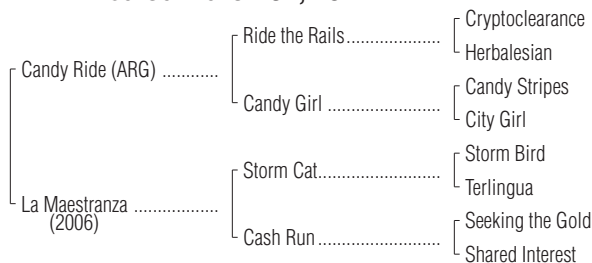 Cryptoclearance
Ride the Rails
Herbalesian
Candy Ride (ARG)
Candy Stripes
Candy Girl
City Girl
Storm Bird
Storm Cat
Terlingua
La Maestranza
(2006)
Seeking the Gold
Cash Run
Shared Interest